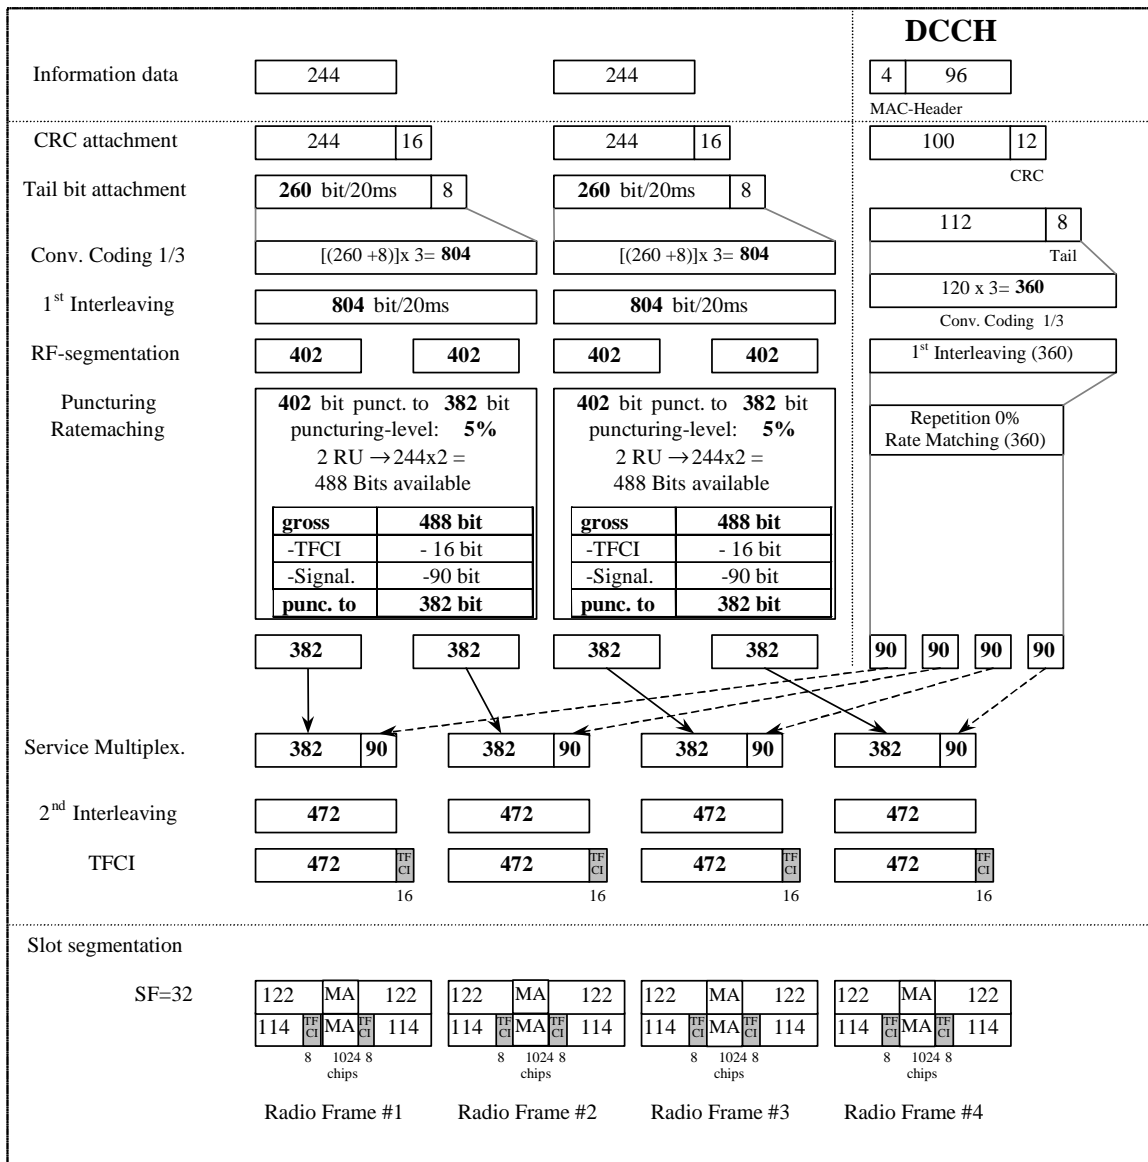 DCCH
Information data
244
244
4
96
MAC-Header
CRC attachment
244
16
244
16
100
12
CRC
Tail bit attachment
260 bit/20ms
8
260 bit/20ms
8
112
8
Tail
Conv. Coding 1/3
[(260 +8)]x 3= 804
[(260 +8)]x 3= 804
120 x 3= 360
Conv. Coding 1/3
1st Interleaving
804 bit/20ms
804 bit/20ms
RF-segmentation
402
402
402
402
1st Interleaving (360)
Puncturing
Ratemaching
402 bit punct. to 382 bit
puncturing-level: 5%
2 RU →244x2 =
488 Bits available
gross 488 bit
-TFCI - 16 bit
-Signal. -90 bit
punc. to 382 bit
402 bit punct. to 382 bit
puncturing-level: 5%
2 RU →244x2 =
488 Bits available
gross 488 bit
-TFCI - 16 bit
-Signal. -90 bit
punc. to 382 bit
Repetition 0%
Rate Matching (360)
382
382
382
382
90
90
90
90
Service Multiplex.
382
90
382
90
382
90
382
90
2nd Interleaving
472
472
472
472
TFCI
472
TF
CI
16
472
TF
CI
16
472
TF
CI
16
472
TF
CI
16
Slot segmentation
SF=32
122 MA 122
114 TF
CI
MA TF
CI
114
8 1024 8
chips
Radio Frame #1
122 MA 122
114 TF
CI
MA TF
CI
114
8 1024 8
chips
Radio Frame #2
122 MA 122
114 TF
CI
MA TF
CI
114
8 1024 8
chips
Radio Frame #3
122 MA 122
114 TF
CI
MA TF
CI
114
8 1024 8
chips
Radio Frame #4